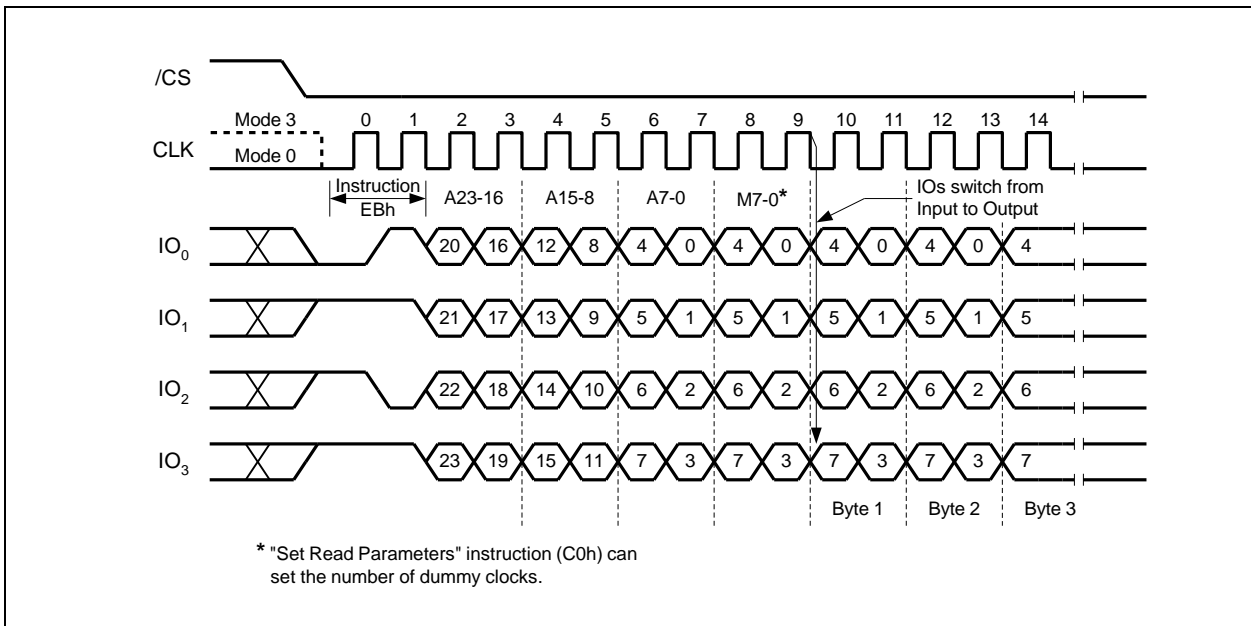 /CS
Mode 3 0 1 2 3 4 5 6 7 8 9 10 11 12 13 14
CLK
Mode 0
Instruction A23-16 A15-8 A7-0 M7-0* IOs switch from
EBh Input to Output
IO0 20 16 12 8 4 0 4 0 4 0 4 0 4
IO1 21 17 13 9 5 1 5 1 5 1 5 1 5
IO2 22 18 14 10 6 2 6 2 6 2 6 2 6
IO3 23 19 15 11 7 3 7 3 7 3 7 3 7
Byte 1 Byte 2 Byte 3
* "Set Read Parameters" instruction (C0h) can
set the number of dummy clocks.